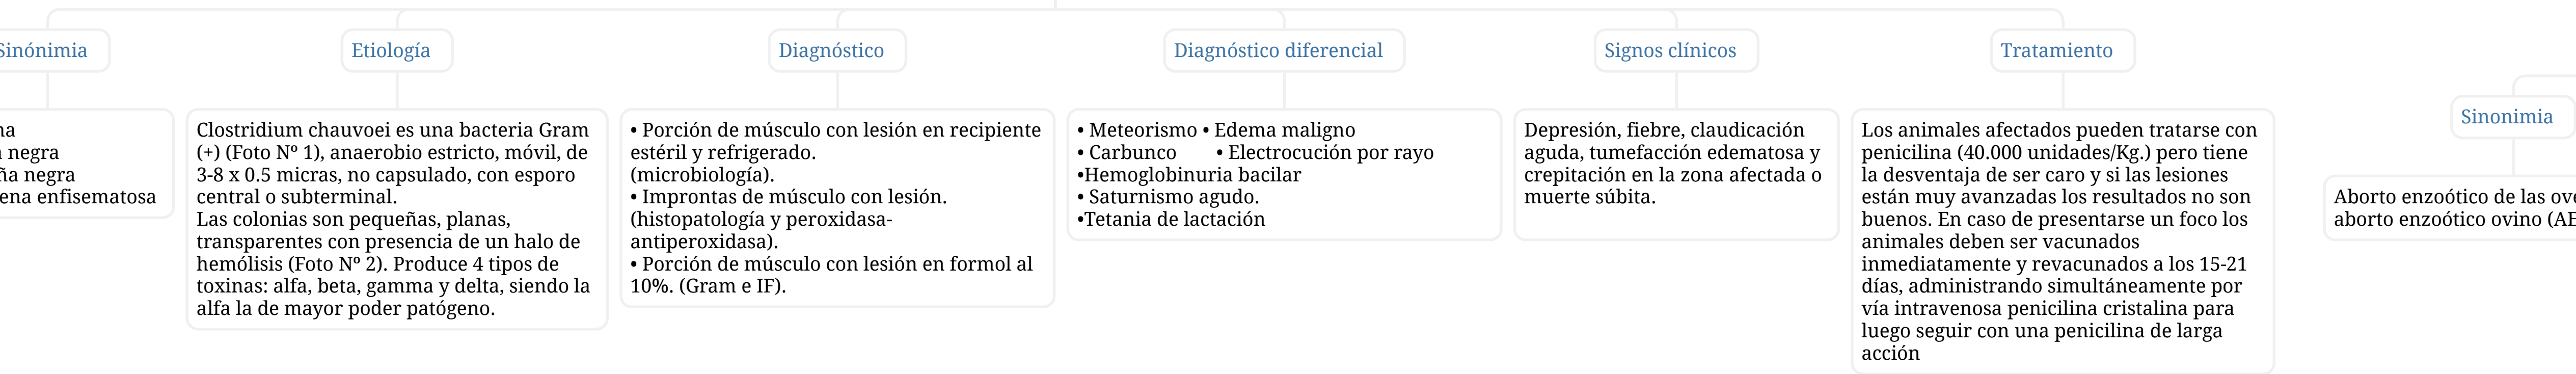 Sinónimia
na
negra
ña negra
ena enfisematosa
Etiología
Clostridium chauvoei es una bacteria Gram
(+) (Foto Nº 1), anaerobio estricto, móvil, de
3-8 x 0.5 micras, no capsulado, con esporo
central o subterminal.
Las colonias son pequeñas, planas,
transparentes con presencia de un halo de
hemólisis (Foto Nº 2). Produce 4 tipos de
toxinas: alfa, beta, gamma y delta, siendo la
alfa la de mayor poder patógeno.
Diagnóstico
• Porción de músculo con lesión en recipiente
estéril y refrigerado.
(microbiología).
• Improntas de músculo con lesión.
(histopatología y peroxidasa-
antiperoxidasa).
• Porción de músculo con lesión en formol al
10%. (Gram e IF).
Diagnóstico diferencial
• Meteorismo • Edema maligno
• Carbunco • Electrocución por rayo
•Hemoglobinuria bacilar
• Saturnismo agudo.
•Tetania de lactación
Signos clínicos
Depresión, fiebre, claudicación
aguda, tumefacción edematosa y
crepitación en la zona afectada o
muerte súbita.
Tratamiento
Los animales afectados pueden tratarse con
penicilina (40.000 unidades/Kg.) pero tiene
la desventaja de ser caro y si las lesiones
están muy avanzadas los resultados no son
buenos. En caso de presentarse un foco los
animales deben ser vacunados
inmediatamente y revacunados a los 15-21
días, administrando simultáneamente por
vía intravenosa penicilina cristalina para
luego seguir con una penicilina de larga
acción
Sinonimia
Aborto enzoótico de las ove
aborto enzoótico ovino (AE